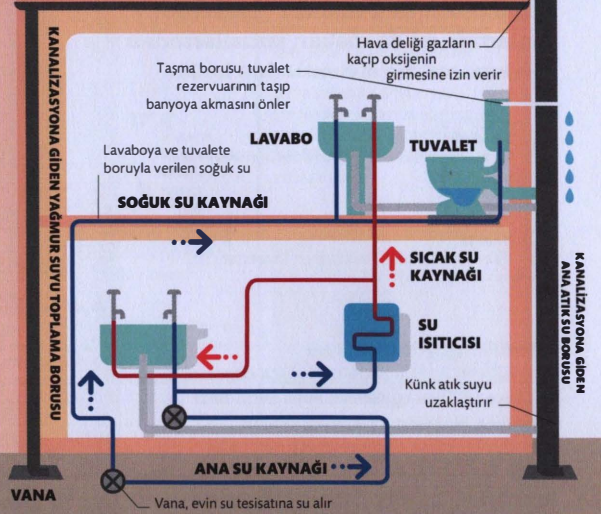 Hava deliği gazların
kaçıp oksijenin
girmesine izin verir
Taşma borusu, tuvalet
rezervuarının taşıp
banyoya akmasını önler
LAVABO
TUVALET
Lavaboya ve tuvalete
boruyla verilen soğuk su
SOĞUK SU KAYNAĞI
KANALİZASYONA GİDEN YAĞMUR SUYU TOPLAMA BORUSU
SICAK SU
KAYNAĞI
SU
ISITICISI
KANALİZASYONA GİDEN
ANA ATIK SU BORUSU
Künk atık suyu
uzaklaştırır
ANA SU KAYNAĞI
VANA
Vana, evin su tesisatına su alır